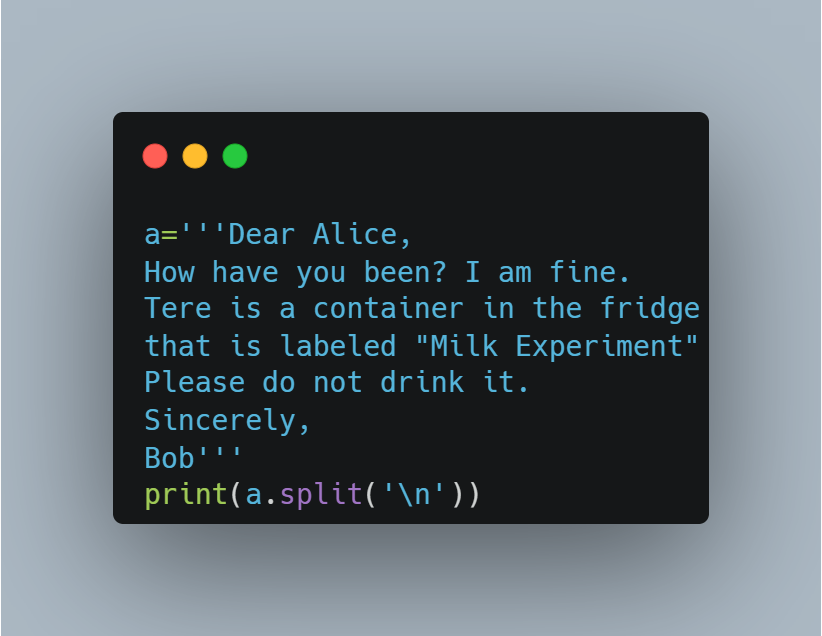 a='''Dear Alice,
How have you been? I am fine.
Tere is a container in the fridge
that is labeled "Milk Experiment"
Please do not drink it.
Sincerely,
Bob'''
print(a.split('\n'))